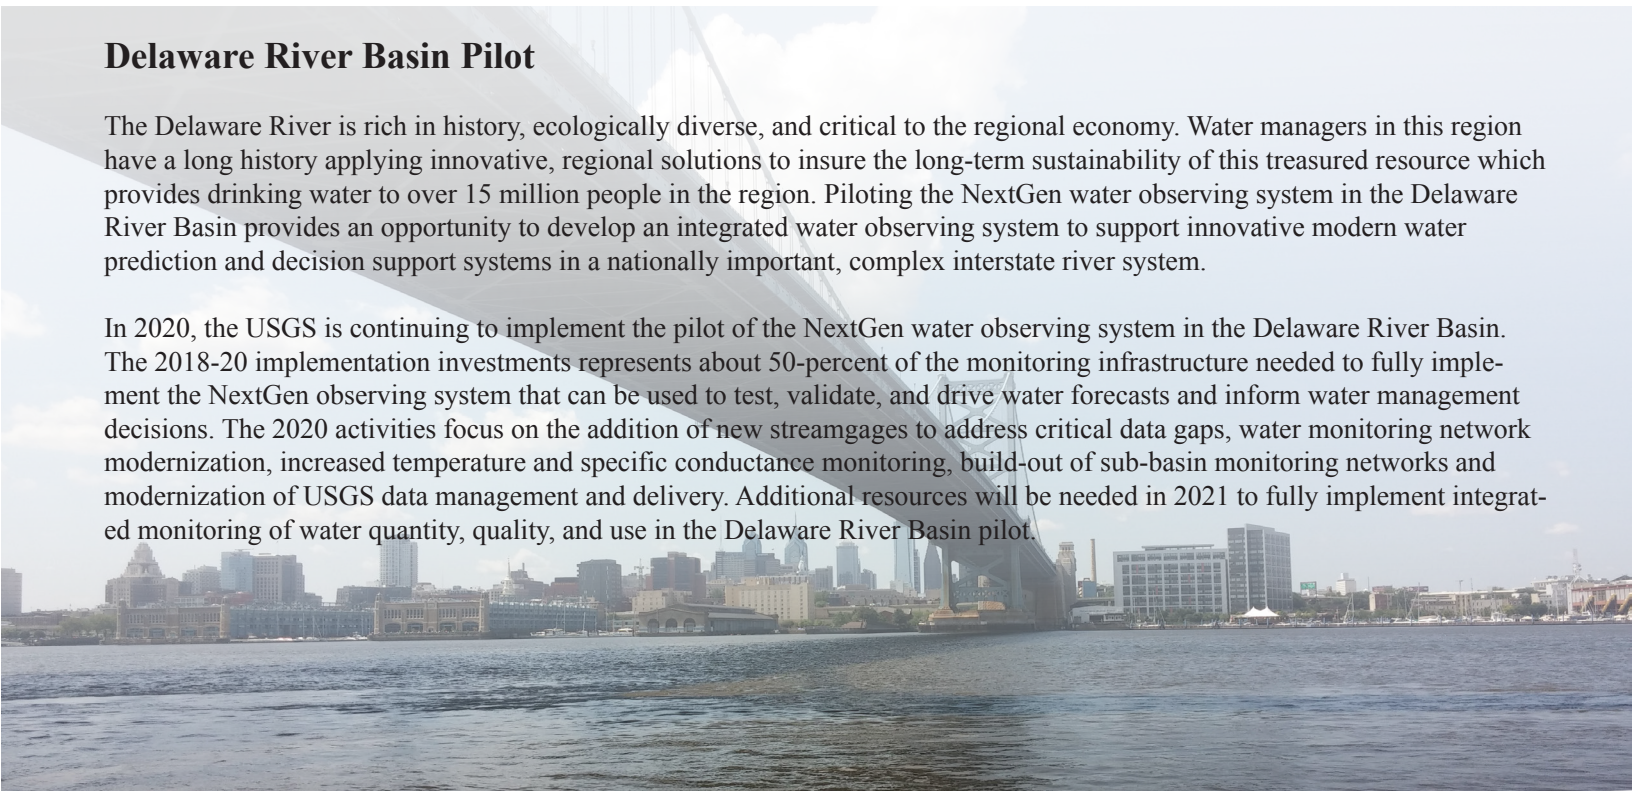 Delaware River Basin Pilot
The Delaware River is rich in history, ecologically diverse, and critical to the regional economy. Water managers in this region
have a long history applying innovative, regional solutions to insure the long-term sustainability of this treasured resource which
provides drinking water to over 15 million people in the region. Piloting the NextGen water observing system in the Delaware
River Basin provides an opportunity to develop an integrated water observing system to support innovative modern water
prediction and decision support systems in a nationally important, complex interstate river system.
In 2020, the USGS is continuing to implement the pilot of the NextGen water observing system in the Delaware River Basin.
The 2018-20 implementation investments represents about 50-percent of the monitoring infrastructure needed to fully imple-
ment the NextGen observing system that can be used to test, validate, and drive water forecasts and inform water management
decisions. The 2020 activities focus on the addition of new streamgages to address critical data gaps, water monitoring network
modernization, increased temperature and specific conductance monitoring, build-out of sub-basin monitoring networks and
modernization of USGS data management and delivery. Additional resources will be needed in 2021 to fully implement integrat-
ed monitoring of water quantity, quality, and use in the Delaware River Basin pilot.